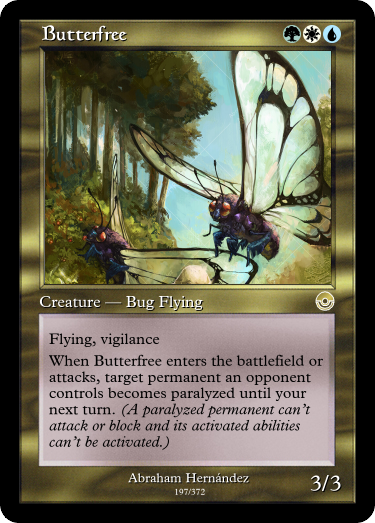 Butterfree
Creature — Bug Flying
Flying, vigilance
When Butterfree enters the battlefield or
attacks, target permanent an opponent
controls becomes paralyzed until your
next turn. (A paralyzed permanent can't
attack or block and its activated abilities
can't be activated.)
Abraham Hernández
197/372
3/3